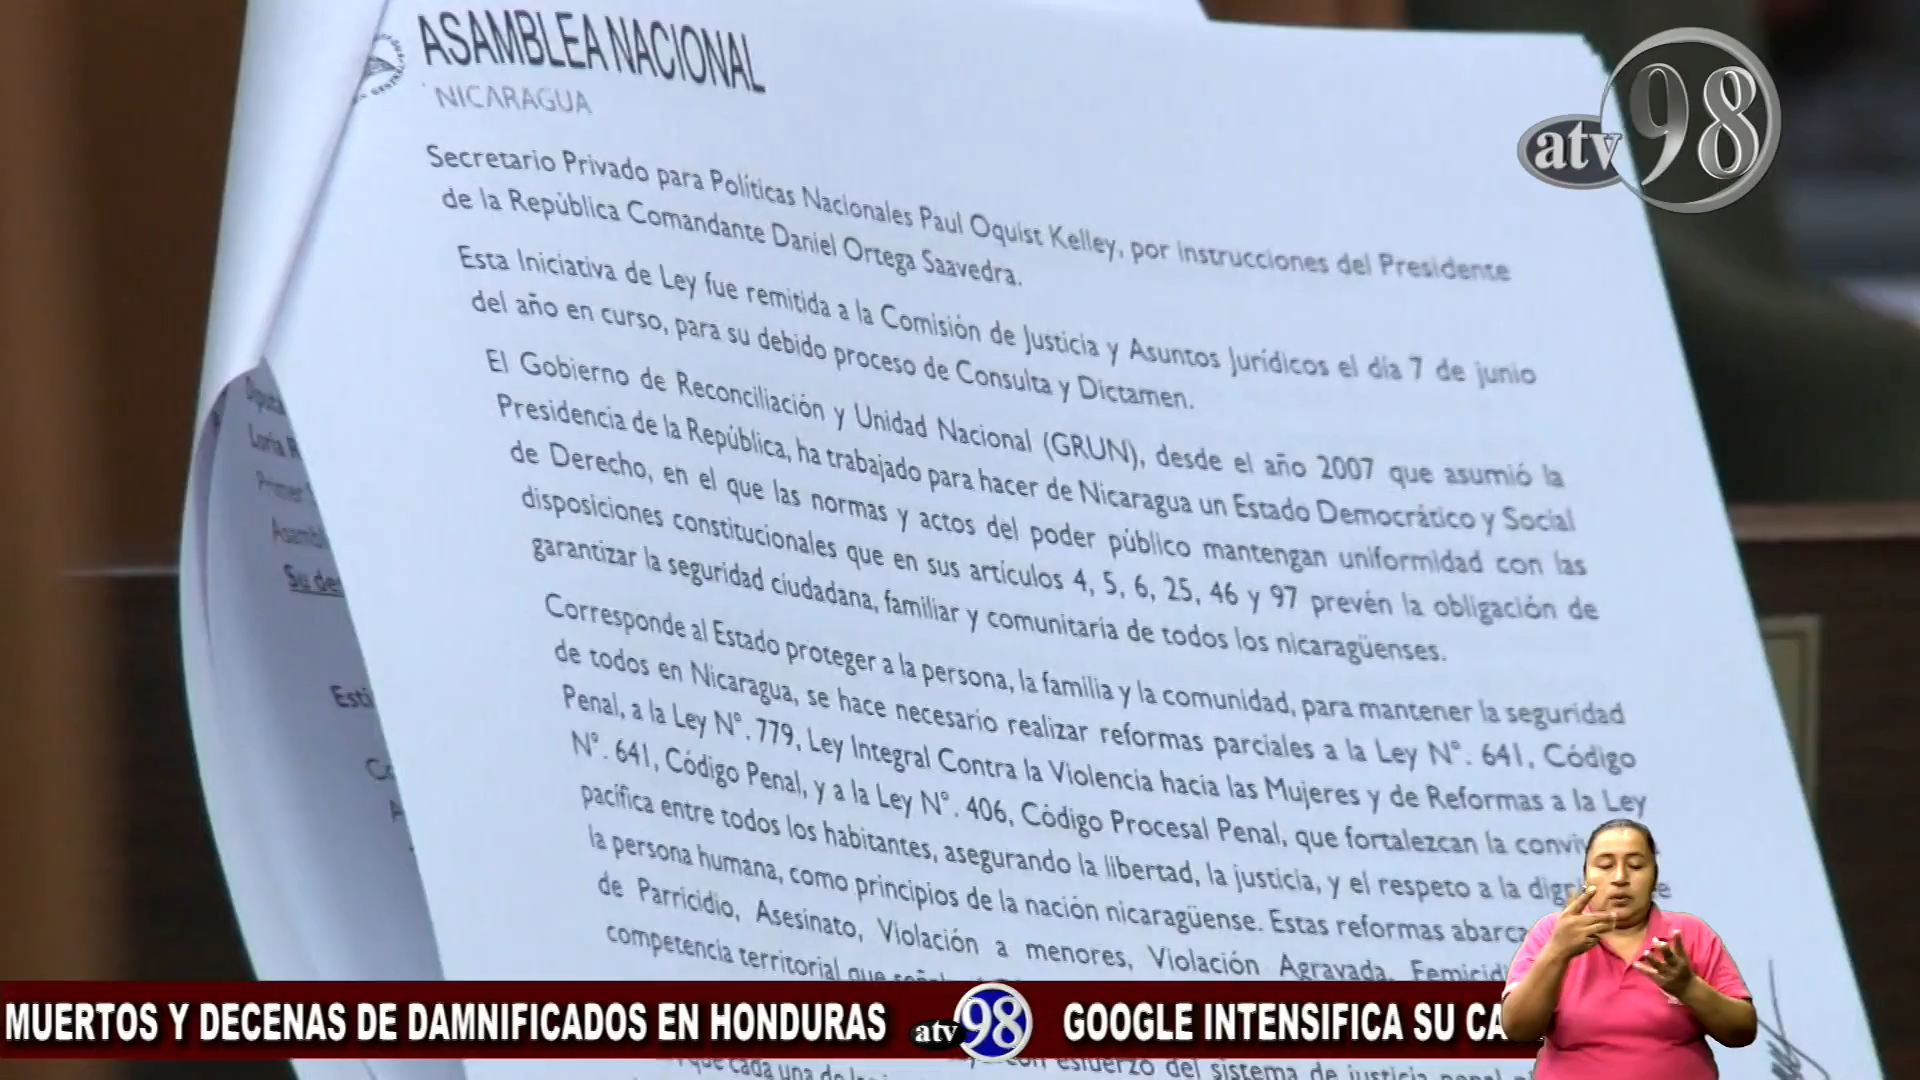 ASAMBLEA NACIONAL
NICARAGUA
atv 98
Secretario Privado para Políticas Nacionales Paul Oquist Kelley, por instrucciones del Presidente
de la República Comandante Daniel Ortega Saavedra.
Esta Iniciativa de Ley fue remitida a la Comisión de Justicia y Asuntos Jurídicos el día 7 de junio
del año en curso, para su debido proceso de Consulta y Dictamen.
El Gobierno de Reconciliación y Unidad Nacional (GRUN), desde el año 2007 que asumió la
Presidencia de la República, ha trabajado para hacer de Nicaragua un Estado Democrático y Social
de Derecho, en el que las normas y actos del poder público mantengan uniformidad con las
disposiciones constitucionales que en sus artículos 4, 5, 6, 25, 46 y 97 prevén la obligación de
garantizar la seguridad ciudadana, familiar y comunitaria de todos los nicaragüenses.
Corresponde al Estado proteger a la persona, la familia y la comunidad, para mantener la seguridad
de todos en Nicaragua, se hace necesario realizar reformas parciales a la Ley N°. 641, Código
Penal, a la Ley N°. 779, Ley Integral Contra la Violencia hacia las Mujeres y de Reformas a la Ley
N°. 641, Código Penal, y a la Ley N°. 406, Código Procesal Penal, que fortalezcan la
pacífica entre todos los habitantes, asegurando la libertad, la justicia, y el respeto a la
la persona humana, como principios de la nación nicaragüense. Estas reformas
de Parricidio, Asesinato, Violación a menores, Violación Agravada,
competencia territorial que
MUERTOS Y DECENAS DE DAMNIFICADOS EN HONDURAS atv 98 GOOGLE INTENSIFICA SU
que cada una de
esfuerzo del sistema de justicia penal